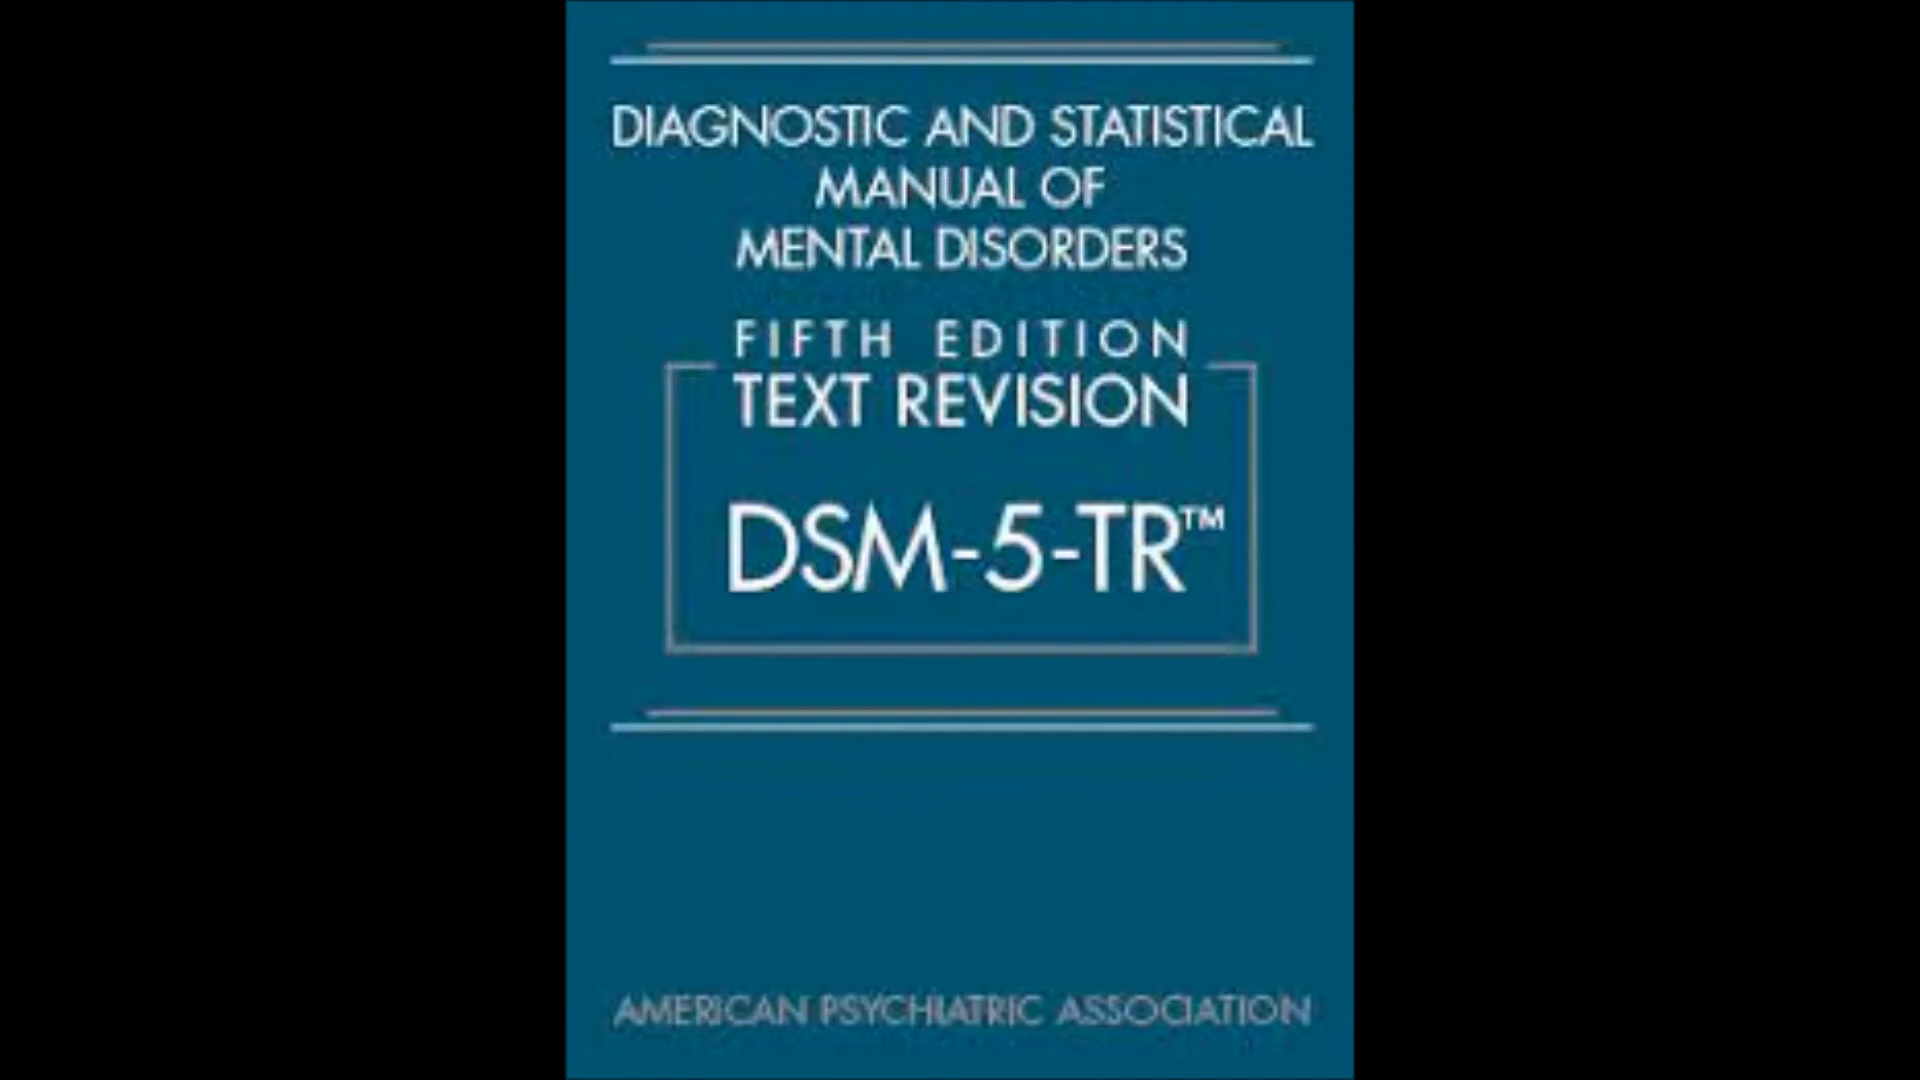 DIAGNOSTIC AND STATISTICAL
MANUAL OF
MENTAL DISORDERS
FIFTH EDITION
TEXT REVISION
DSM-5-TR™
AMERICAN PSYCHIATRIC ASSOCIATION